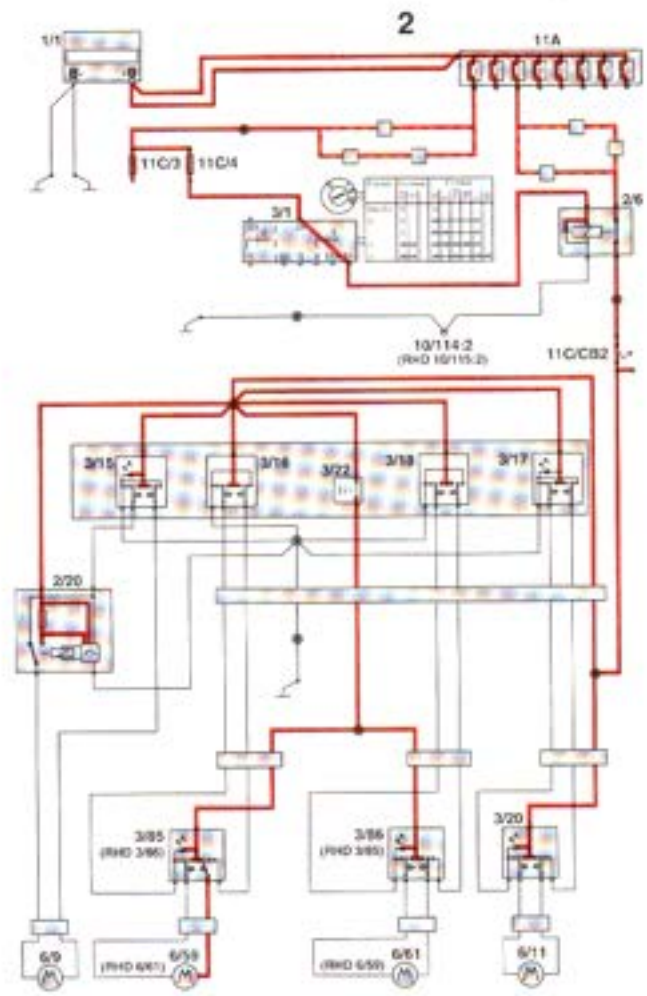 2
1/1
11A
11C/3 11C/4
3/1
2/6
10/114:2
(RHD 10/115:2)
11C/CB2
3/15
3/16
3/22
3/18
3/17
2/20
3/85
(RHD 3/86)
3/86
(RHD 3/85)
3/20
6/9
6/59
(RHD 6/61)
6/61
(RHD 6/59)
6/11